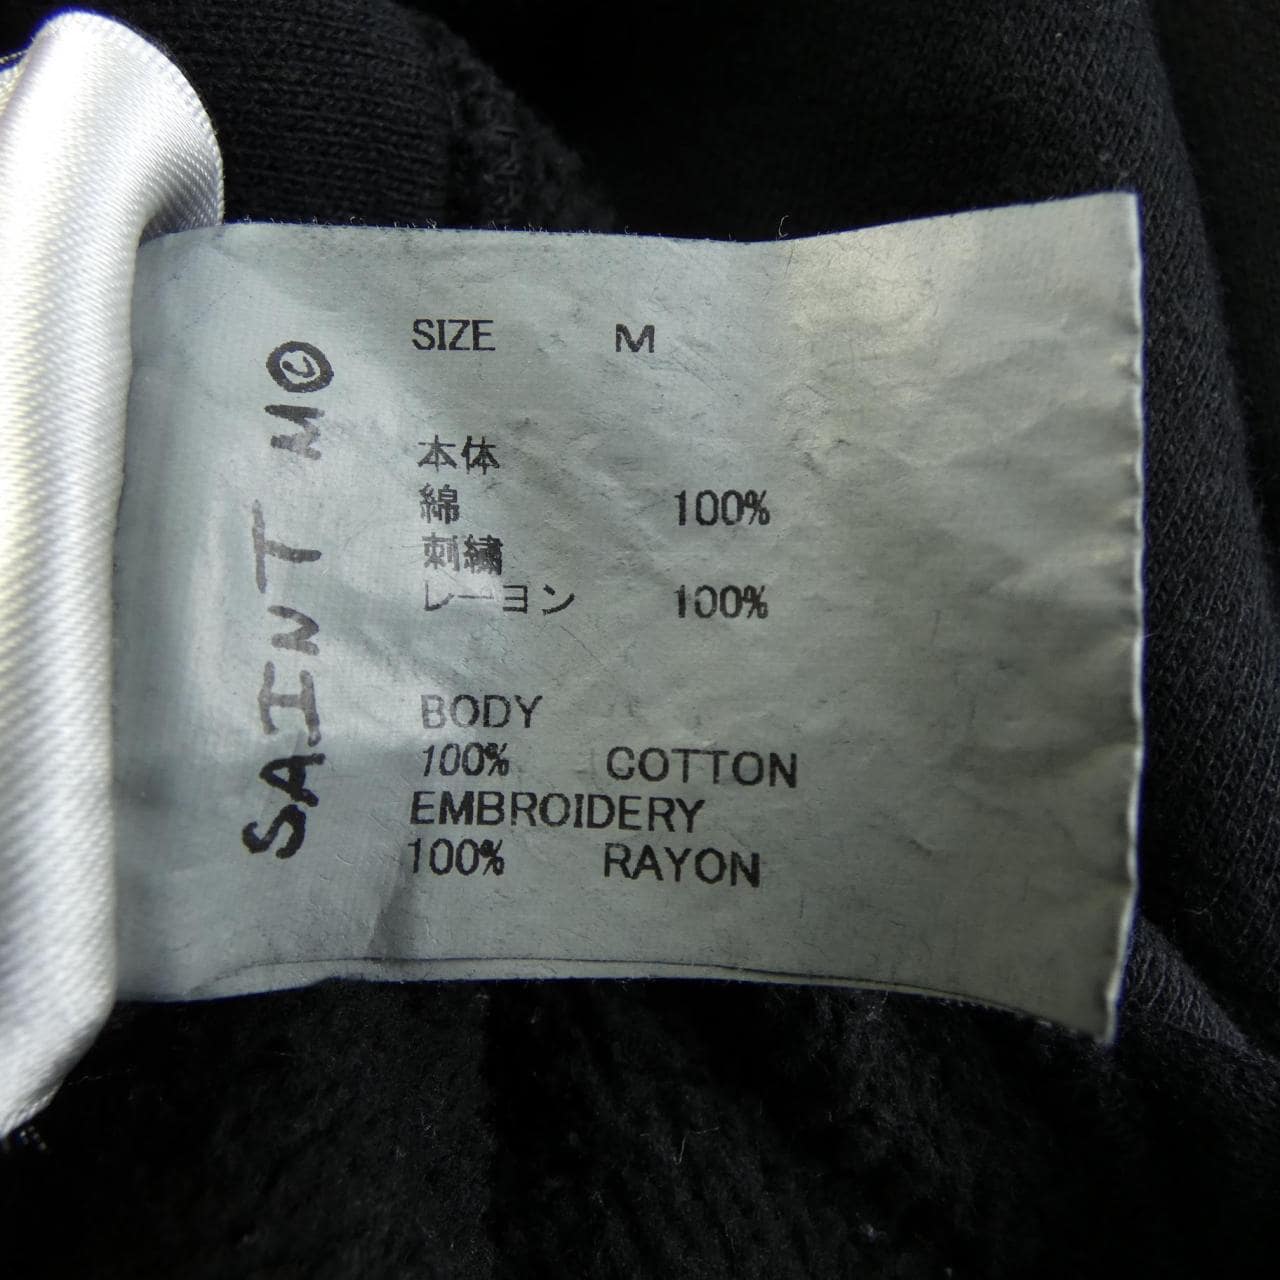 SAINT M©
SIZE M
本体
綿 100%
刺繍
レーヨン 100%
BODY
100% COTTON
EMBROIDERY
100% RAYON